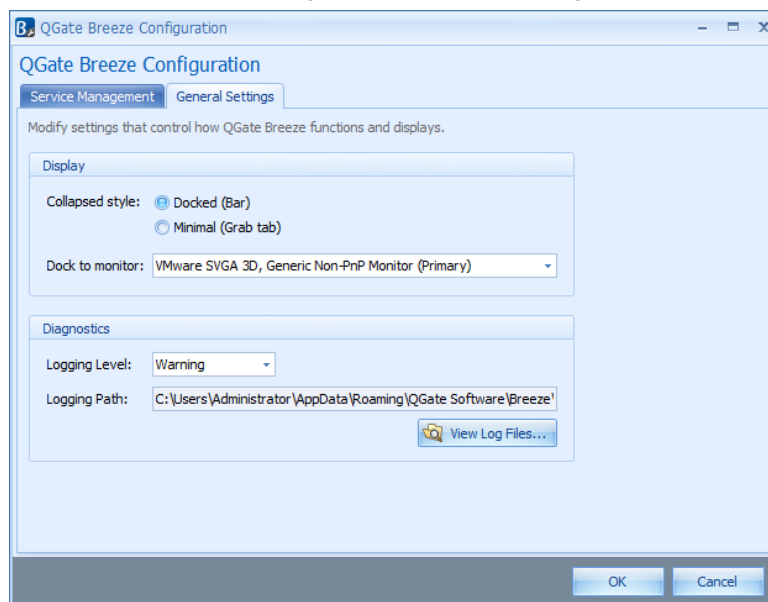 QGate Breeze Configuration
QGate Breeze Configuration
Service Management General Settings
Modify settings that control how QGate Breeze functions and displays.
Display
Collapsed style: Docked (Bar)
Minimal (Grab tab)
Dock to monitor: VMware SVGA 3D, Generic Non-PnP Monitor (Primary)
Diagnostics
Logging Level: Warning
Logging Path: C:\Users\Administrator\AppData\Roaming\QGate Software\Breeze\
View Log Files...
OK Cancel